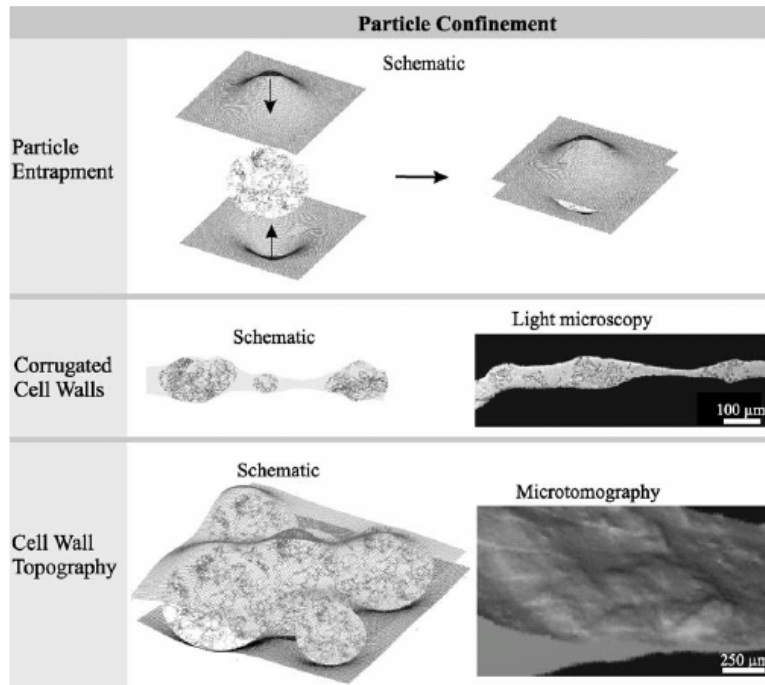 Particle Confinement
Schematic
Particle
Entrapment
Schematic
Light microscopy
Corrugated
Cell Walls
100 μm
Schematic
Microtomography
Cell Wall
Topography
250 μm